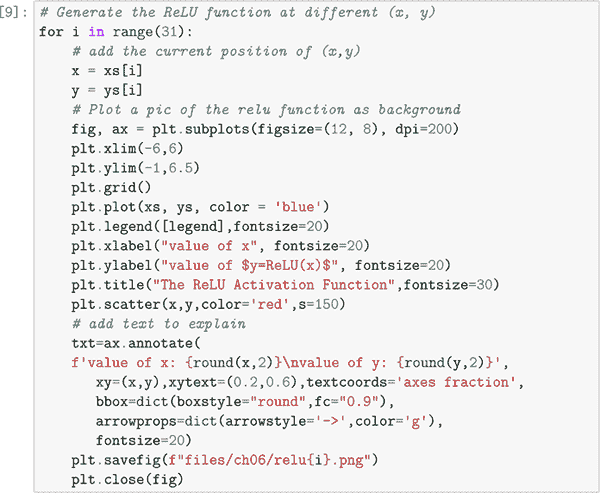 [9]: # Generate the ReLU function at different (x, y)
for i in range(31):
    # add the current position of (x,y)
    x = xs[i]
    y = ys[i]
    # Plot a pic of the relu function as background
    fig, ax = plt.subplots(figsize=(12, 8), dpi=200)
    plt.xlim(-6,6)
    plt.ylim(-1,6.5)
    plt.grid()
    plt.plot(xs, ys, color = 'blue')
    plt.legend([legend],fontsize=20)
    plt.xlabel("value of x", fontsize=20)
    plt.ylabel("value of $y=ReLU(x)$", fontsize=20)
    plt.title("The ReLU Activation Function",fontsize=30)
    plt.scatter(x,y,color='red',s=150)
    # add text to explain
    txt=ax.annotate(
    f'value of x: {round(x,2)}\nvalue of y: {round(y,2)}',
       xy=(x,y),xytext=(0.2,0.6),textcoords='axes fraction',
       bbox=dict(boxstyle="round",fc="0.9"),
       arrowprops=dict(arrowstyle='->',color='g'),
       fontsize=20)
    plt.savefig(f"files/ch06/relu{i}.png")
    plt.close(fig)